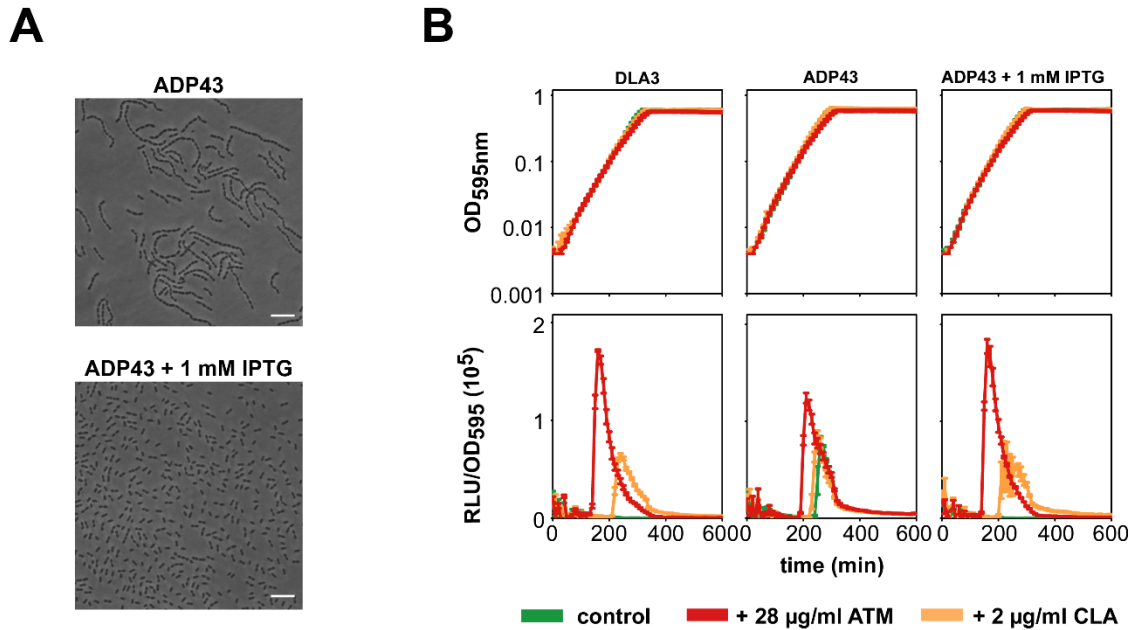 A
B
ADP43
ADP43 + 1 mM IPTG
DLA3
ADP43
ADP43 + 1 mM IPTG
OD595nm
1
0.1
0.01
0.001
RLU/OD595 (10⁵)
2
1
0
0 200 400 600
0 200 400 600
0 200 400 600
time (min)
control
+ 28 µg/ml ATM
+ 2 µg/ml CLA